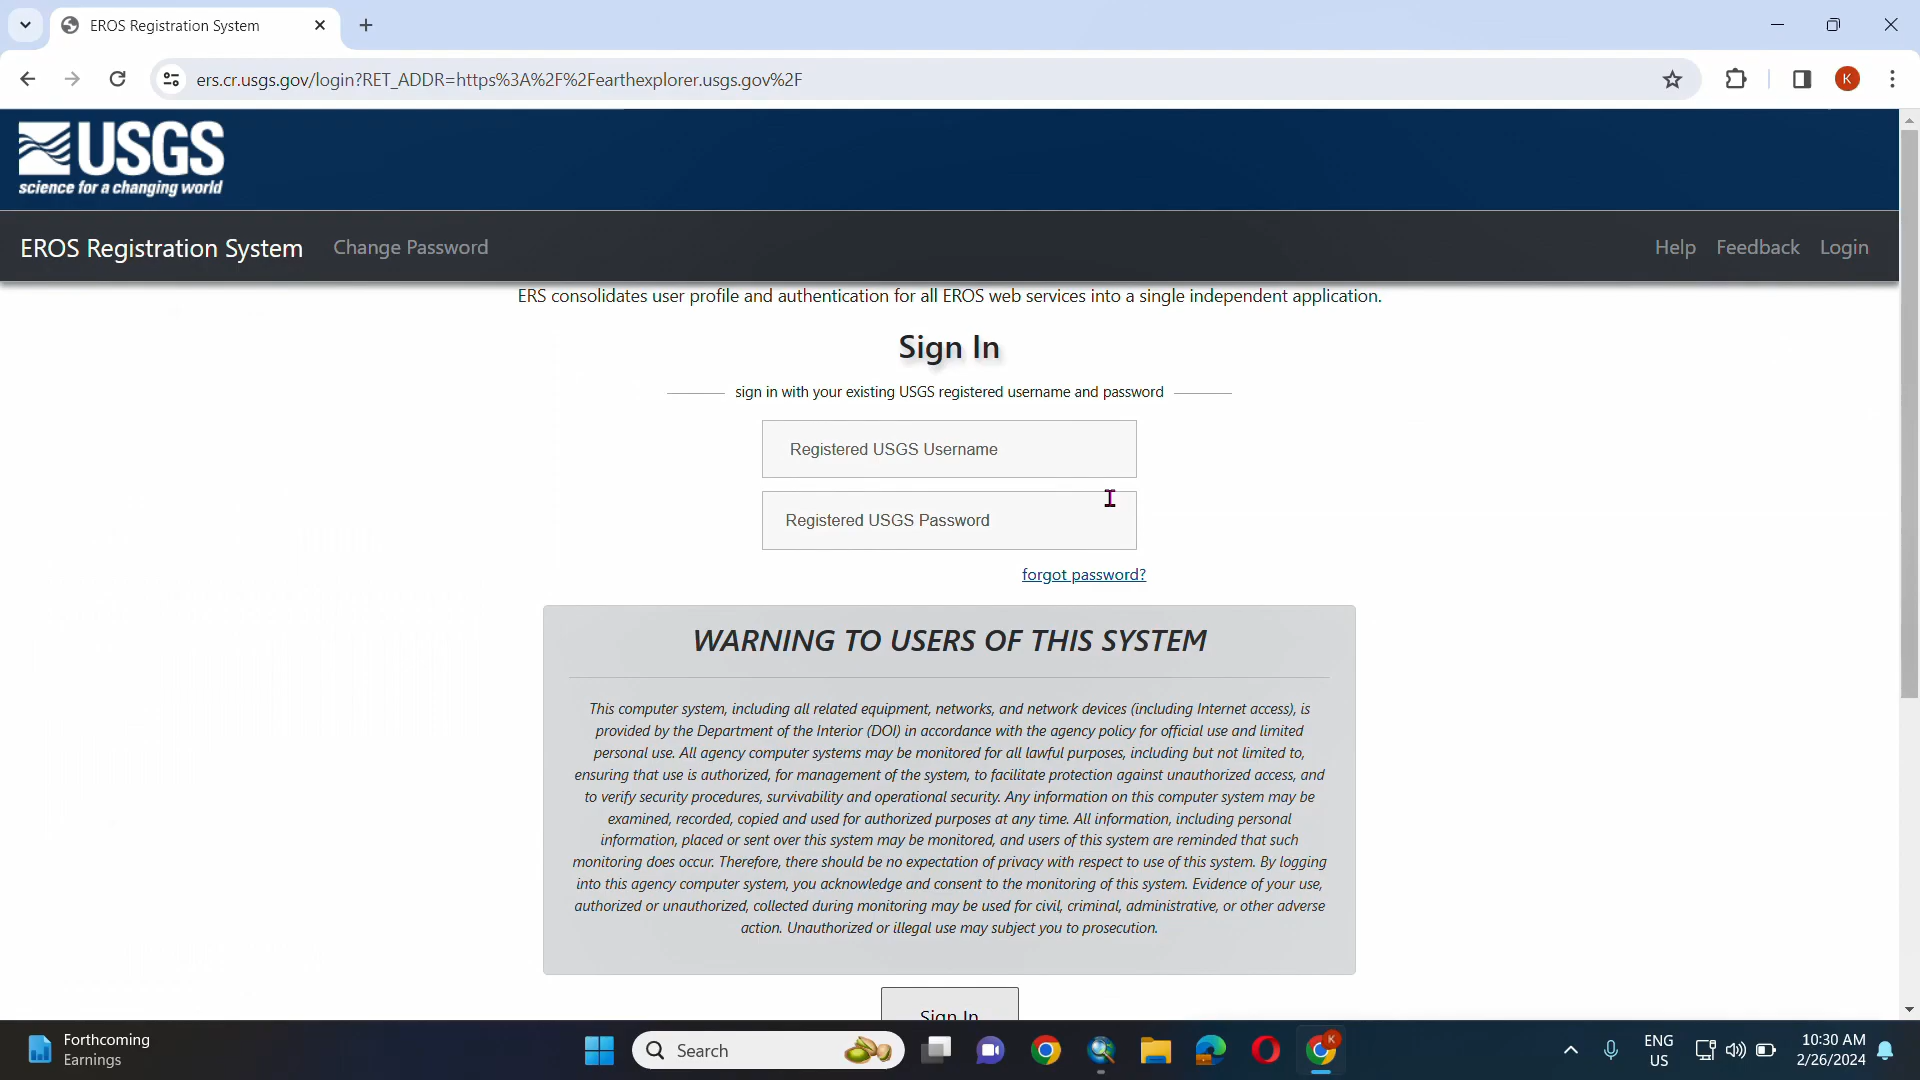 EROS Registration System
ers.cr.usgs.gov/login?RET_ADDR=https%3A%2F%2Fearthexplorer.usgs.gov%2F
K
USGS
science for a changing world
EROS Registration System Change Password Help Feedback Login
ERS consolidates user profile and authentication for all EROS web services into a single independent application.
Sign In
sign in with your existing USGS registered username and password
Registered USGS Username
Registered USGS Password
forgot password?
WARNING TO USERS OF THIS SYSTEM
This computer system, including all related equipment, networks, and network devices (including Internet access), is
provided by the Department of the Interior (DOI) in accordance with the agency policy for official use and limited
personal use. All agency computer systems may be monitored for all lawful purposes, including but not limited to,
ensuring that use is authorized, for management of the system, to facilitate protection against unauthorized access, and
to verify security procedures, survivability and operational security. Any information on this computer system may be
examined, recorded, copied and used for authorized purposes at any time. All information, including personal
information, placed or sent over this system may be monitored, and users of this system are reminded that such
monitoring does occur. Therefore, there should be no expectation of privacy with respect to use of this system. By logging
into this agency computer system, you acknowledge and consent to the monitoring of this system. Evidence of your use,
authorized or unauthorized, collected during monitoring may be used for civil, criminal, administrative, or other adverse
action. Unauthorized or illegal use may subject you to prosecution.
Sign In
Forthcoming
Earnings
Search
K
ENG
US
10:30 AM
2/26/2024